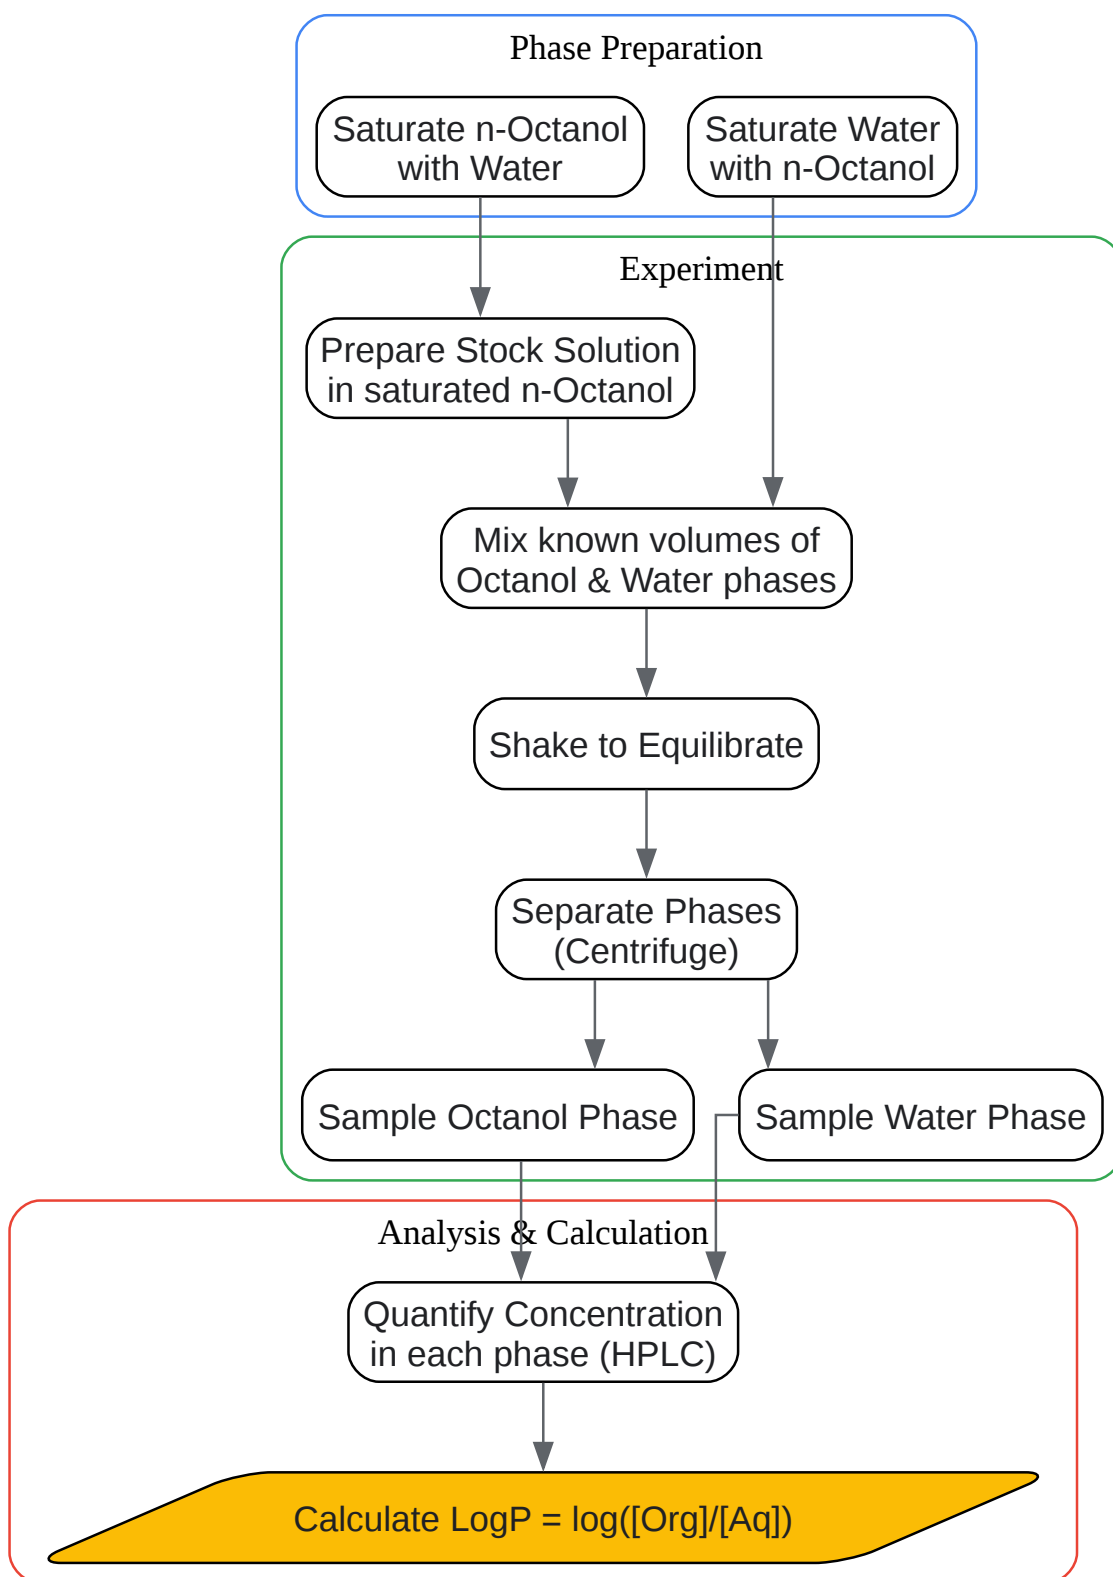 Phase Preparation
Saturate n-Octanol
with Water
Saturate Water
with n-Octanol
Experiment
Prepare Stock Solution
in saturated n-Octanol
Mix known volumes of
Octanol & Water phases
Shake to Equilibrate
Separate Phases
(Centrifuge)
Sample Octanol Phase
Sample Water Phase
Analysis & Calculation
Quantify Concentration
in each phase (HPLC)
Calculate LogP = log([Org]/[Aq])